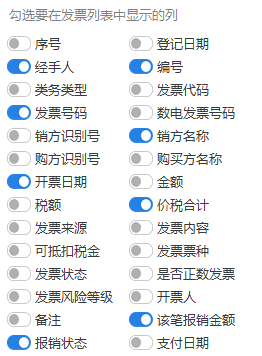 勾选要在发票列表中显示的列
序号 登记日期
经手人 编号
类务类型 发票代码
发票号码 数电发票号码
销方识别号 销方名称
购方识别号 购买方名称
开票日期 金额
税额 价税合计
发票来源 发票内容
可抵扣税金 发票票种
发票状态 是否正数发票
发票风险等级 开票人
备注 该笔报销金额
报销状态 支付日期